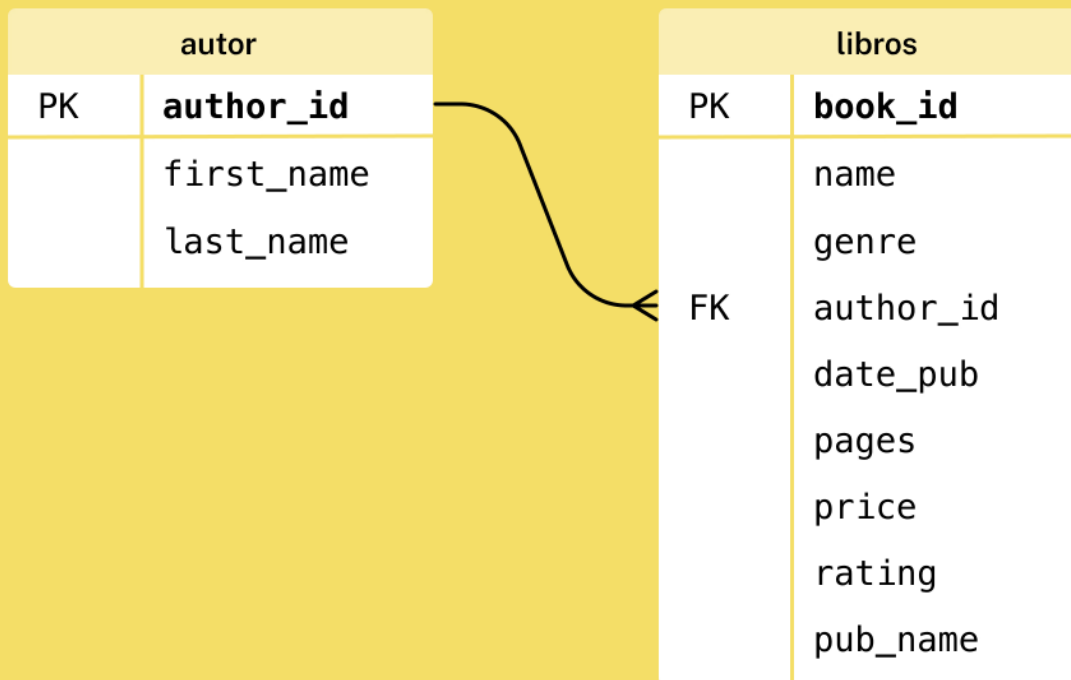 autor
PK author_id
first_name
last_name
libros
PK book_id
name
genre
FK author_id
date_pub
pages
price
rating
pub_name